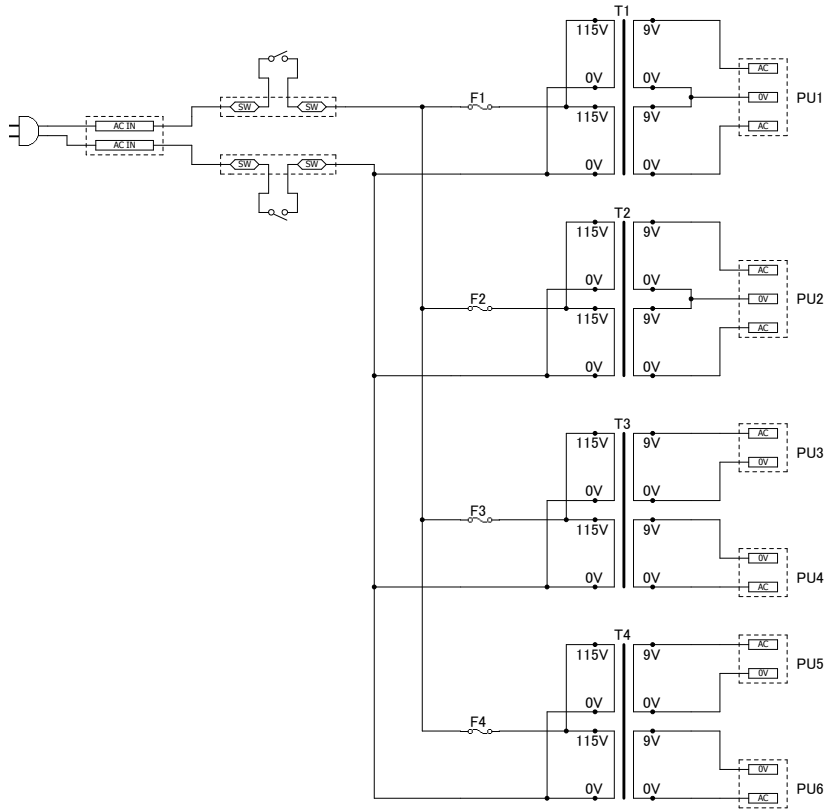 T1
115V 9V
AC
F1
0V 0V
SW SW
0V PU1
115V 9V
AC IN
AC
AC IN
SW SW
0V 0V
T2
115V 9V
AC
F2
0V 0V
0V PU2
115V 9V
AC
0V 0V
T3
115V 9V
AC
PU3
0V
F3
0V 0V
115V 9V
0V
PU4
0V 0V
AC
T4
115V 9V
AC
PU5
0V
F4
0V 0V
115V 9V
0V
PU6
0V 0V
AC